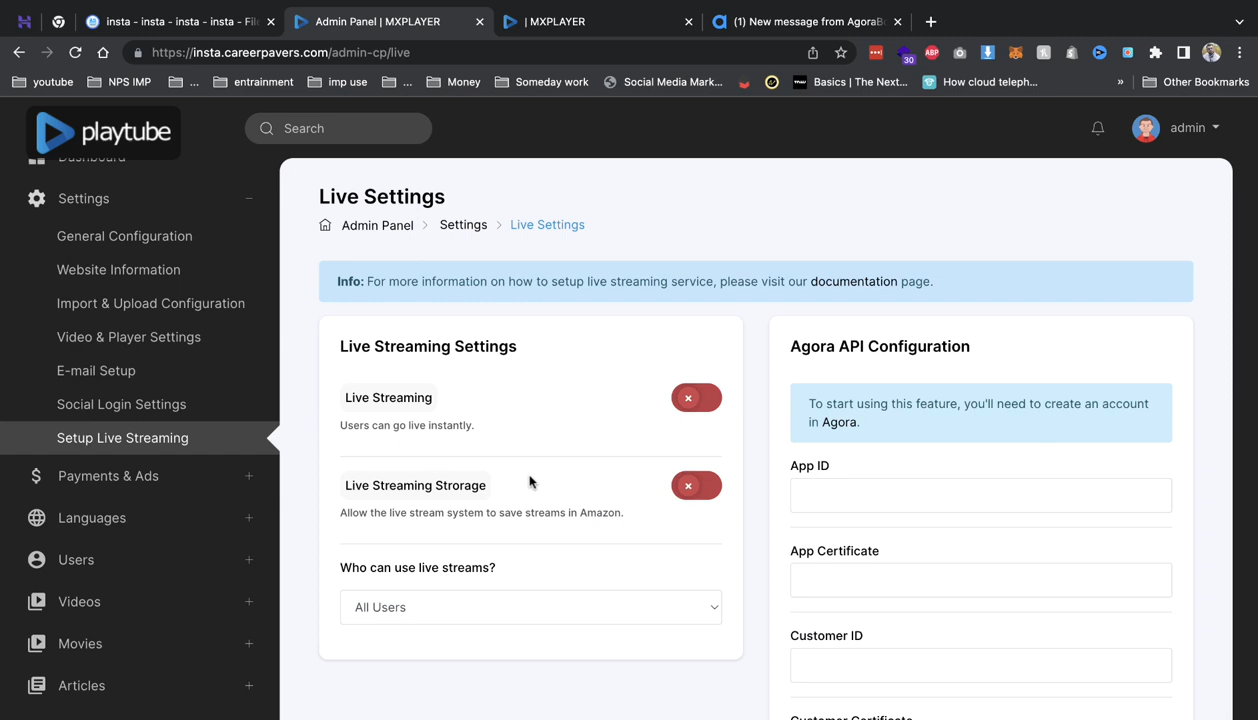 insta - insta - insta - insta - File
Admin Panel | MXPLAYER
| MXPLAYER
(1) New message from AgoraBo
https://insta.careerpavers.com/admin-cp/live
30
ABP
youtube
NPS IMP
...
entrainment
imp use
...
Money
Someday work
Social Media Mark...
Basics | The Next...
How cloud teleph...
»
Other Bookmarks
playtube
Search
admin
Dashboard
Settings
General Configuration
Website Information
Import & Upload Configuration
Video & Player Settings
E-mail Setup
Social Login Settings
Setup Live Streaming
Payments & Ads
Languages
Users
Videos
Movies
Articles
Live Settings
Admin Panel > Settings > Live Settings
Info: For more information on how to setup live streaming service, please visit our documentation page.
Live Streaming Settings
Live Streaming
Users can go live instantly.
Live Streaming Strorage
Allow the live stream system to save streams in Amazon.
Who can use live streams?
All Users
Agora API Configuration
To start using this feature, you'll need to create an account
in Agora.
App ID
App Certificate
Customer ID
Customer Certificate